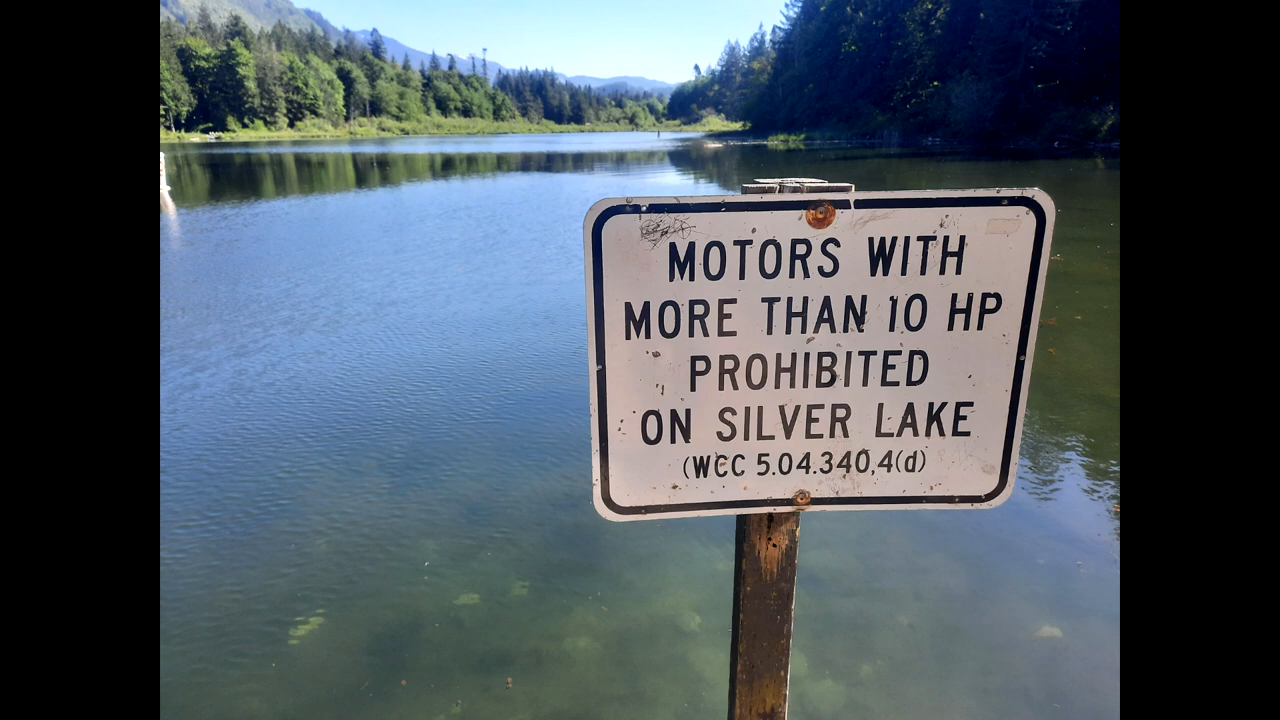 MOTORS WITH
MORE THAN 10 HP
PROHIBITED
ON SILVER LAKE
(WCC 5.04.340,4(d)